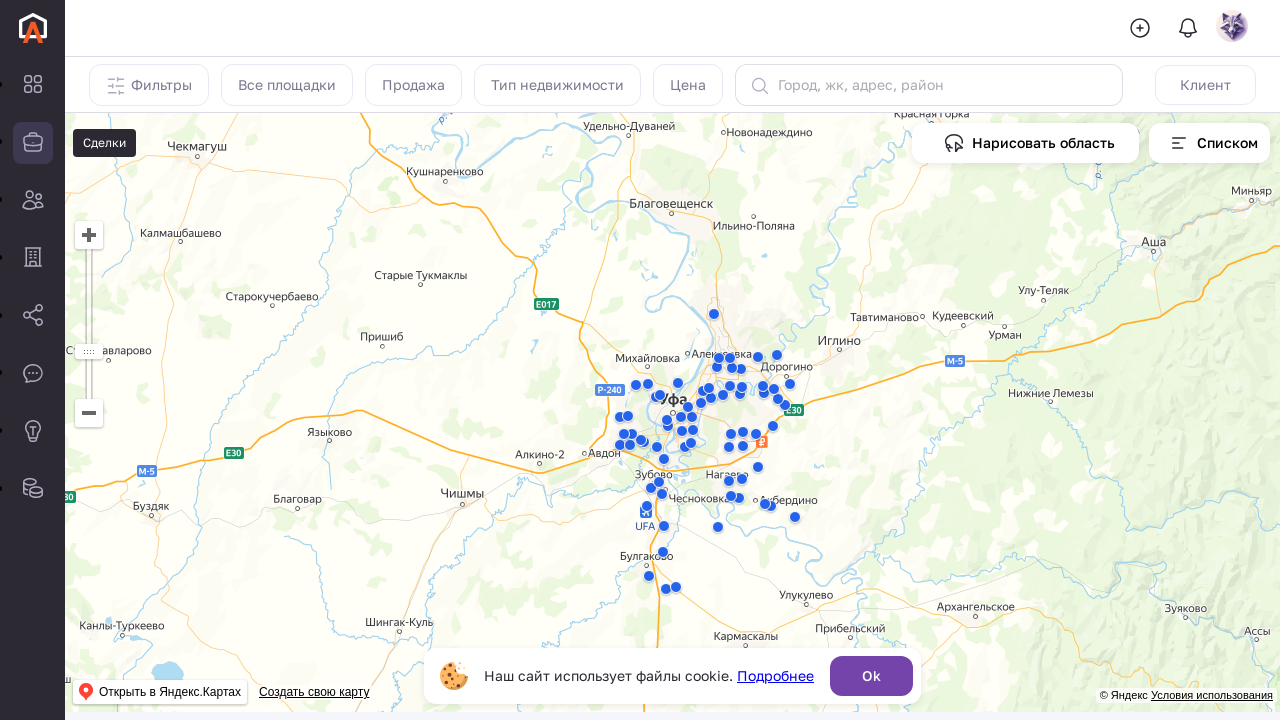 Фильтры
Все площадки
Продажа
Тип недвижимости
Цена
Город, жк, адрес, район
Клиент
Сделки
Нарисовать область
Списком
Удельно-Дуваней
Новонадеждино
Красная Горка
Чекмагуш
Кушнаренково
Миньяр
Благовещенск
Ильино-Поляна
Калмашбашево
Аша
Старые Тукмаклы
Старокучербаево
E017
Улу-Теляк
Тавтиманово
Кудеевский
Урман
Пришиб
Иглино
Михайловка
Дорогино
М-5
Р-240
Уфа
Нижние Лемезы
E30
Языково
E30
Алкино-2
Авдон
М-5
Зубово
Нагаево
Чишмы
Чесноковка
Акбердино
Благовар
Буздяк
UFA
Булгаково
Улукулево
Архангельское
Зуяково
Канлы-Туркеево
Шингак-Куль
Прибельский
Кармаскалы
Ассы
Наш сайт использует файлы cookie. Подробнее
Ok
Открыть в Яндекс.Картах
Создать свою карту
© Яндекс Условия использования